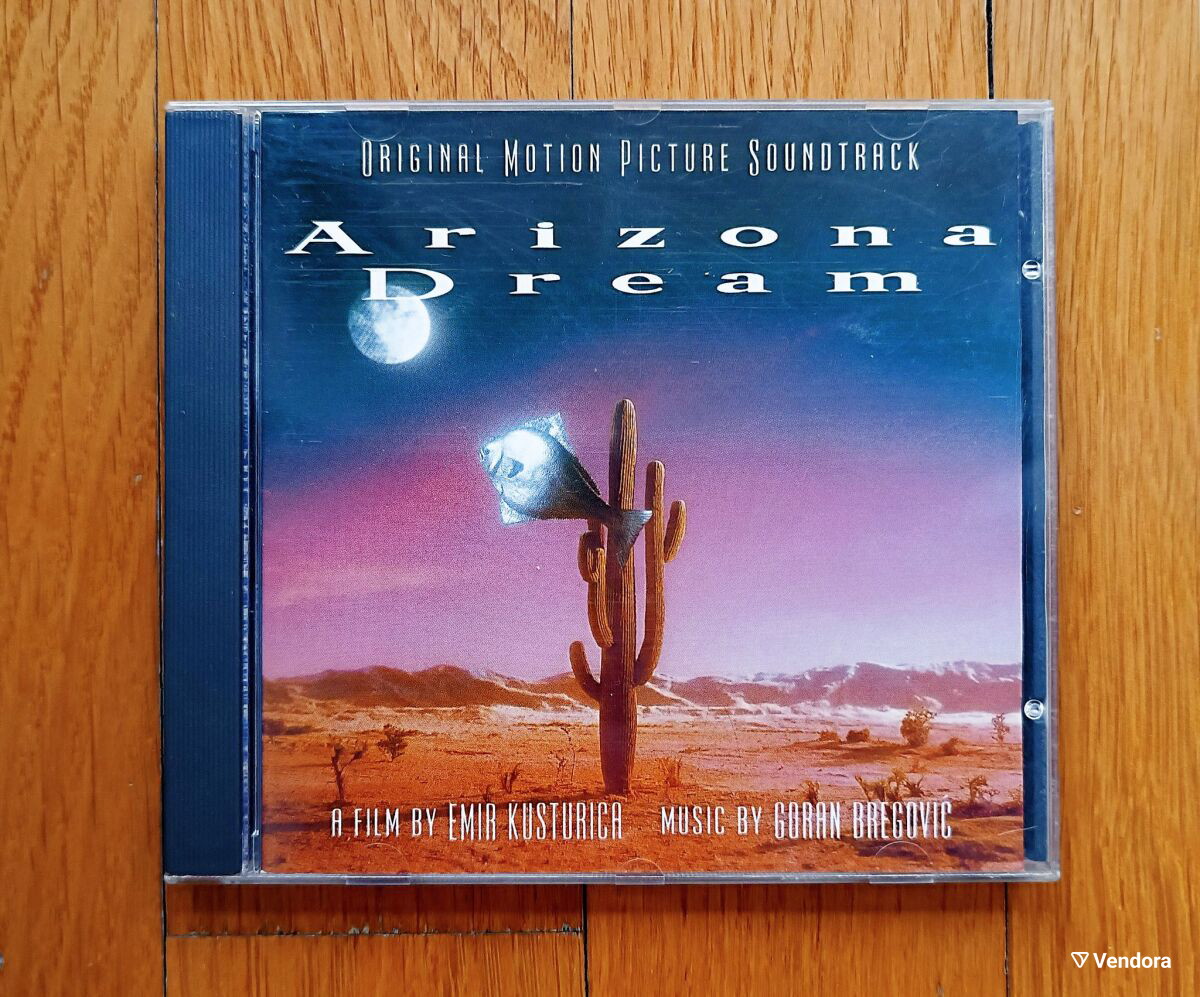 ORIGINAL MOTION PICTURE SOUNDTRACK
Arizona
Dream
A FILM BY EMIR KUSTURICA MUSIC BY GORAN BREGOVIĆ
Vendora